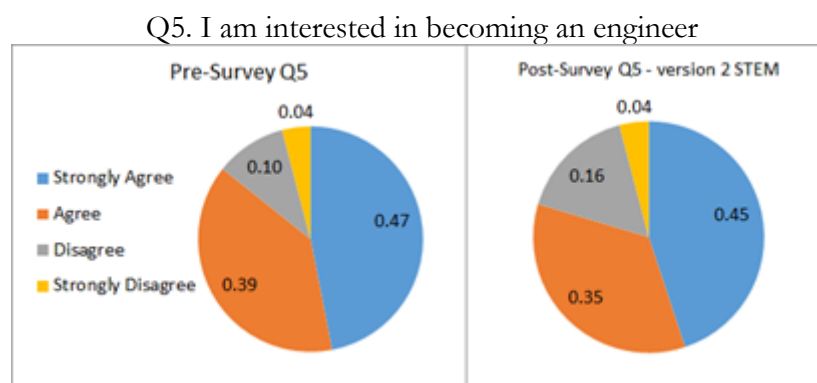 Q5. I am interested in becoming an engineer
Pre-Survey Q5
0.04
0.10
0.47
0.39
Strongly Agree
Agree
Disagree
Strongly Disagree
Post-Survey Q5 - version 2 STEM
0.04
0.16
0.45
0.35